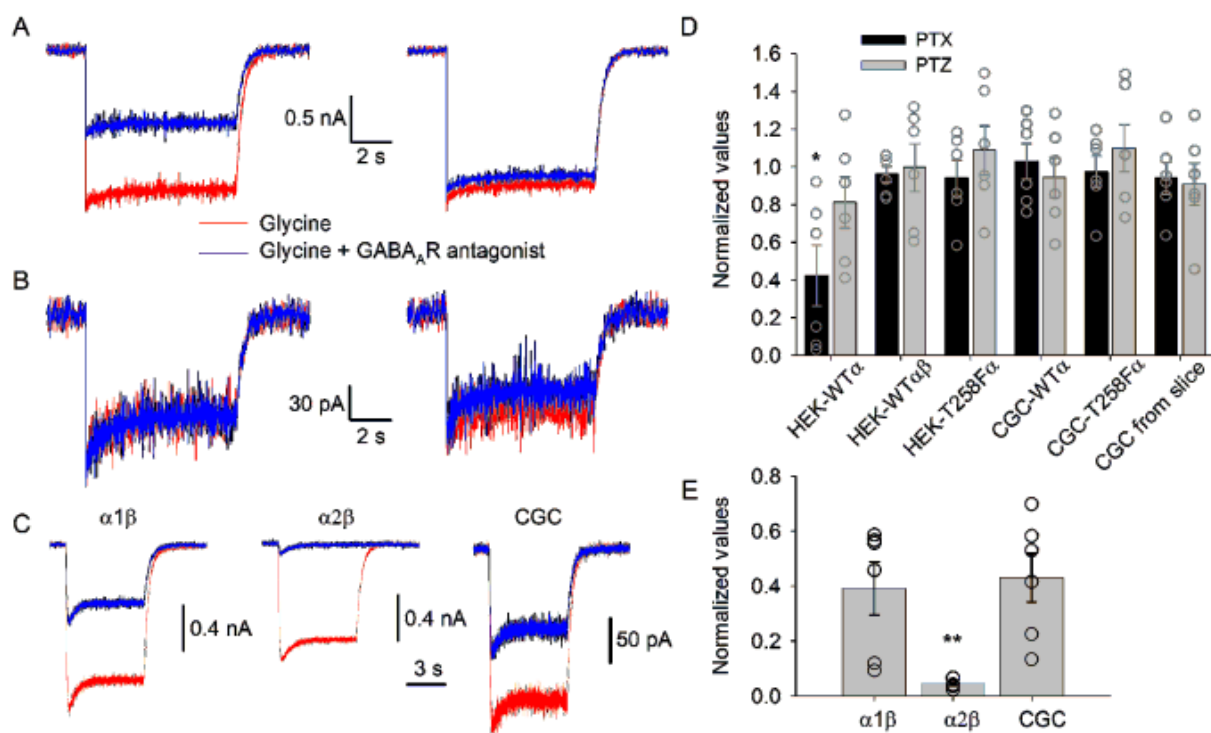 A
0.5 nA
2 s
Glycine
Glycine + GABAAR antagonist
B
30 pA
2 s
C
α1β
α2β
CGC
0.4 nA
0.4 nA
50 pA
3 s
D
PTX
PTZ
Normalized values
1.6
1.4
1.2
1.0
0.8
0.6
0.4
0.2
0.0
*
HEK-WTα
HEK-WTαβ
HEK-T258Fα
CGC-WTα
CGC-T258Fα
CGC from slice
E
Normalized values
0.8
0.6
0.4
0.2
0.0
**
α1β
α2β
CGC